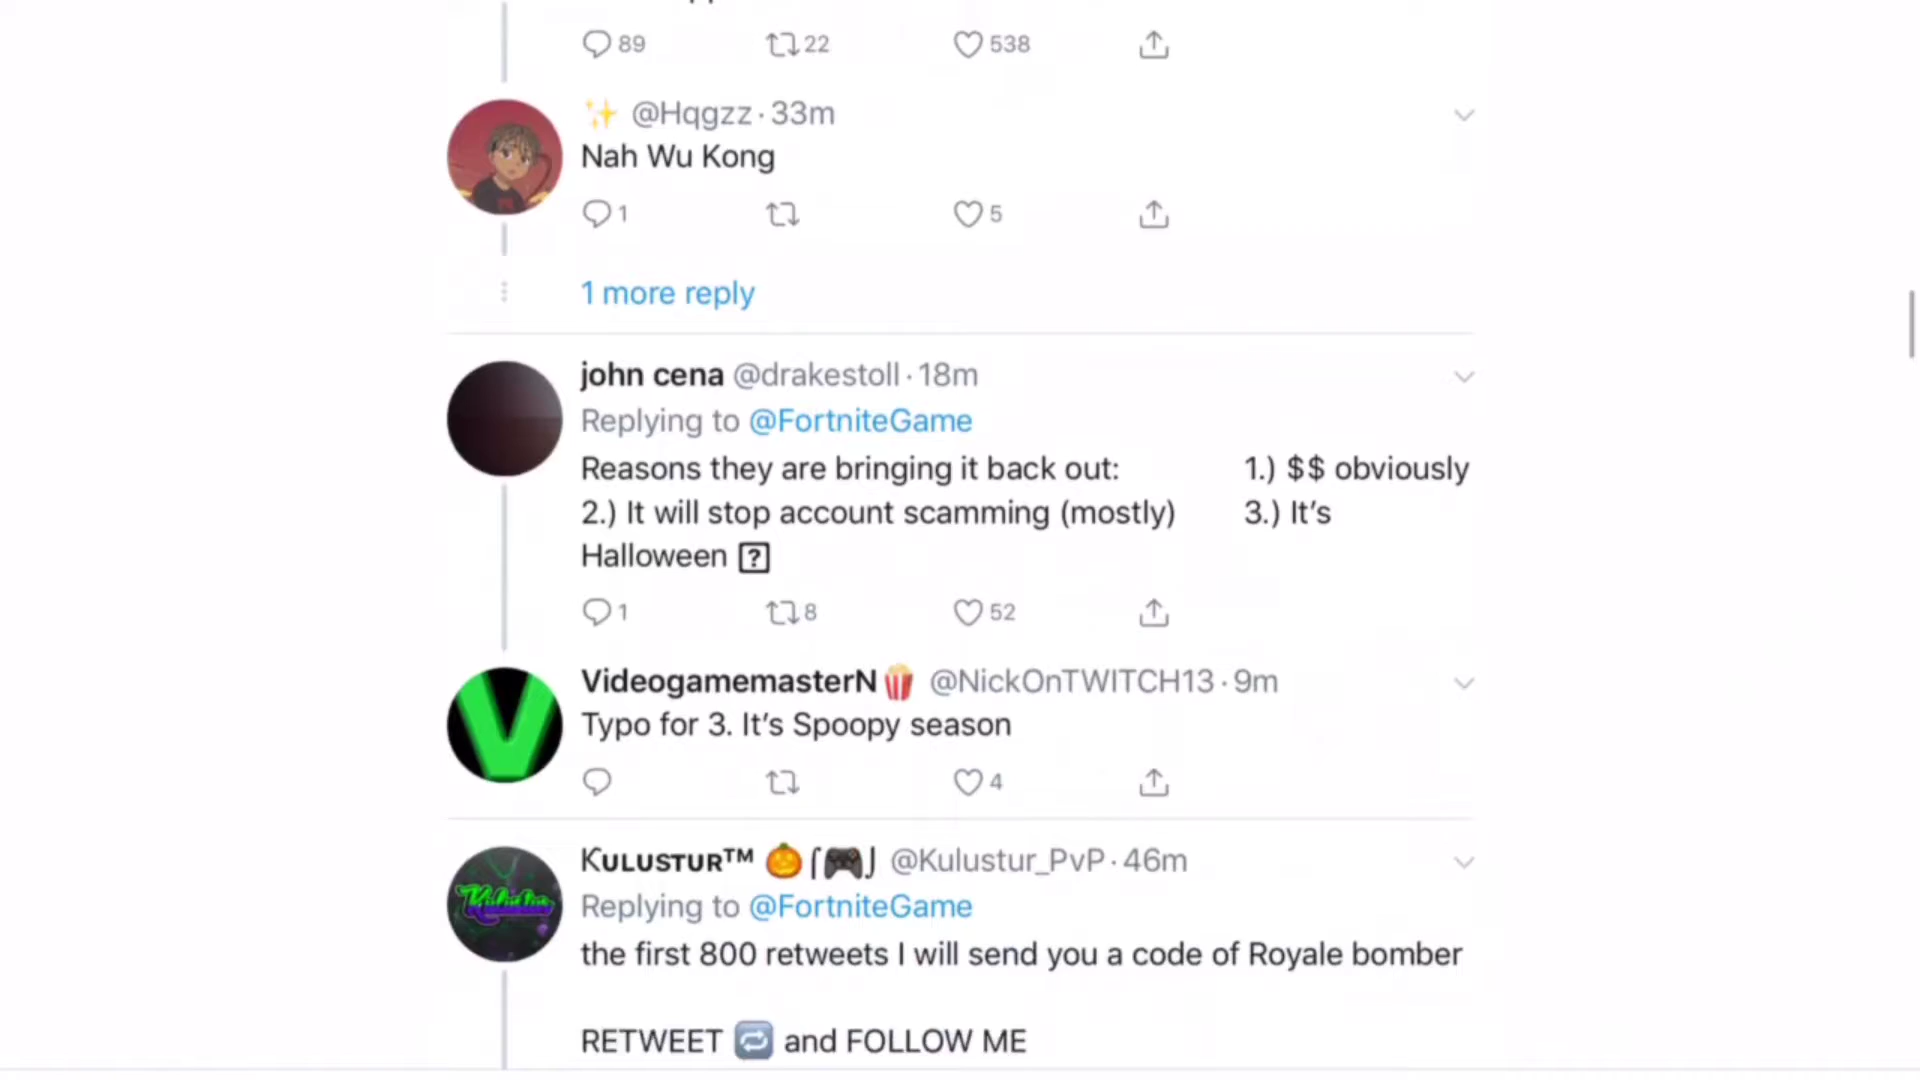 89 22 538
✨ @Hqgzz · 33m
Nah Wu Kong
1 5
1 more reply
john cena @drakestoll · 18m
Replying to @FortniteGame
Reasons they are bringing it back out: 1.) $$ obviously
2.) It will stop account scamming (mostly) 3.) It’s
Halloween ⍰
1 8 52
VideogamemasterN🍿 @NickOnTWITCH13 · 9m
Typo for 3. It’s Spoopy season
4
Kᴜʟᴜsᴛᴜʀ™ 🎃⌈🎮⌋ @Kulustur_PvP · 46m
Replying to @FortniteGame
the first 800 retweets I will send you a code of Royale bomber
RETWEET 🔁 and FOLLOW ME